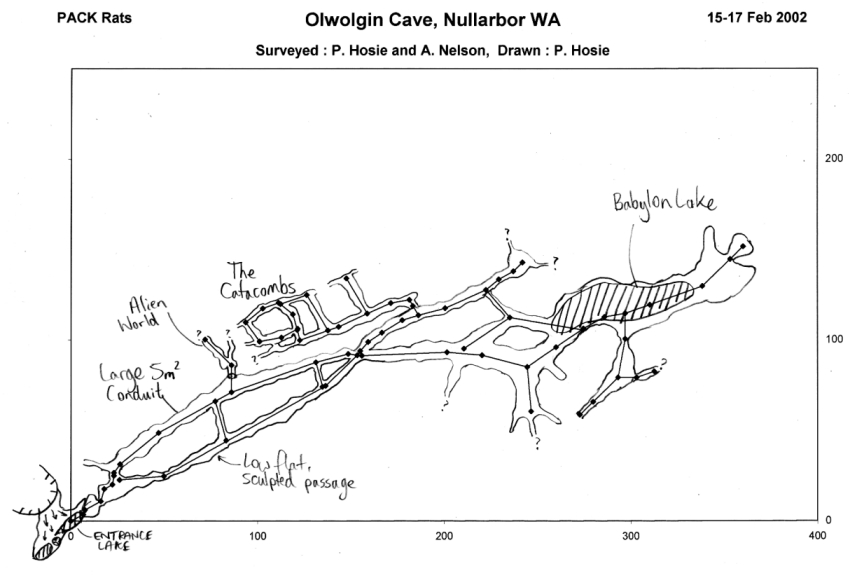 PACK Rats
Olwolgin Cave, Nullarbor WA
15-17 Feb 2002
Surveyed : P. Hosie and A. Nelson, Drawn : P. Hosie
200
Babylon Lake
?
?
The
Catacombs
Alien
World
?
?
?
100
Large 5m²
Conduit
?
?
?
Low flat,
sculpted passage
0
ENTRANCE
LAKE
0
100
200
300
400